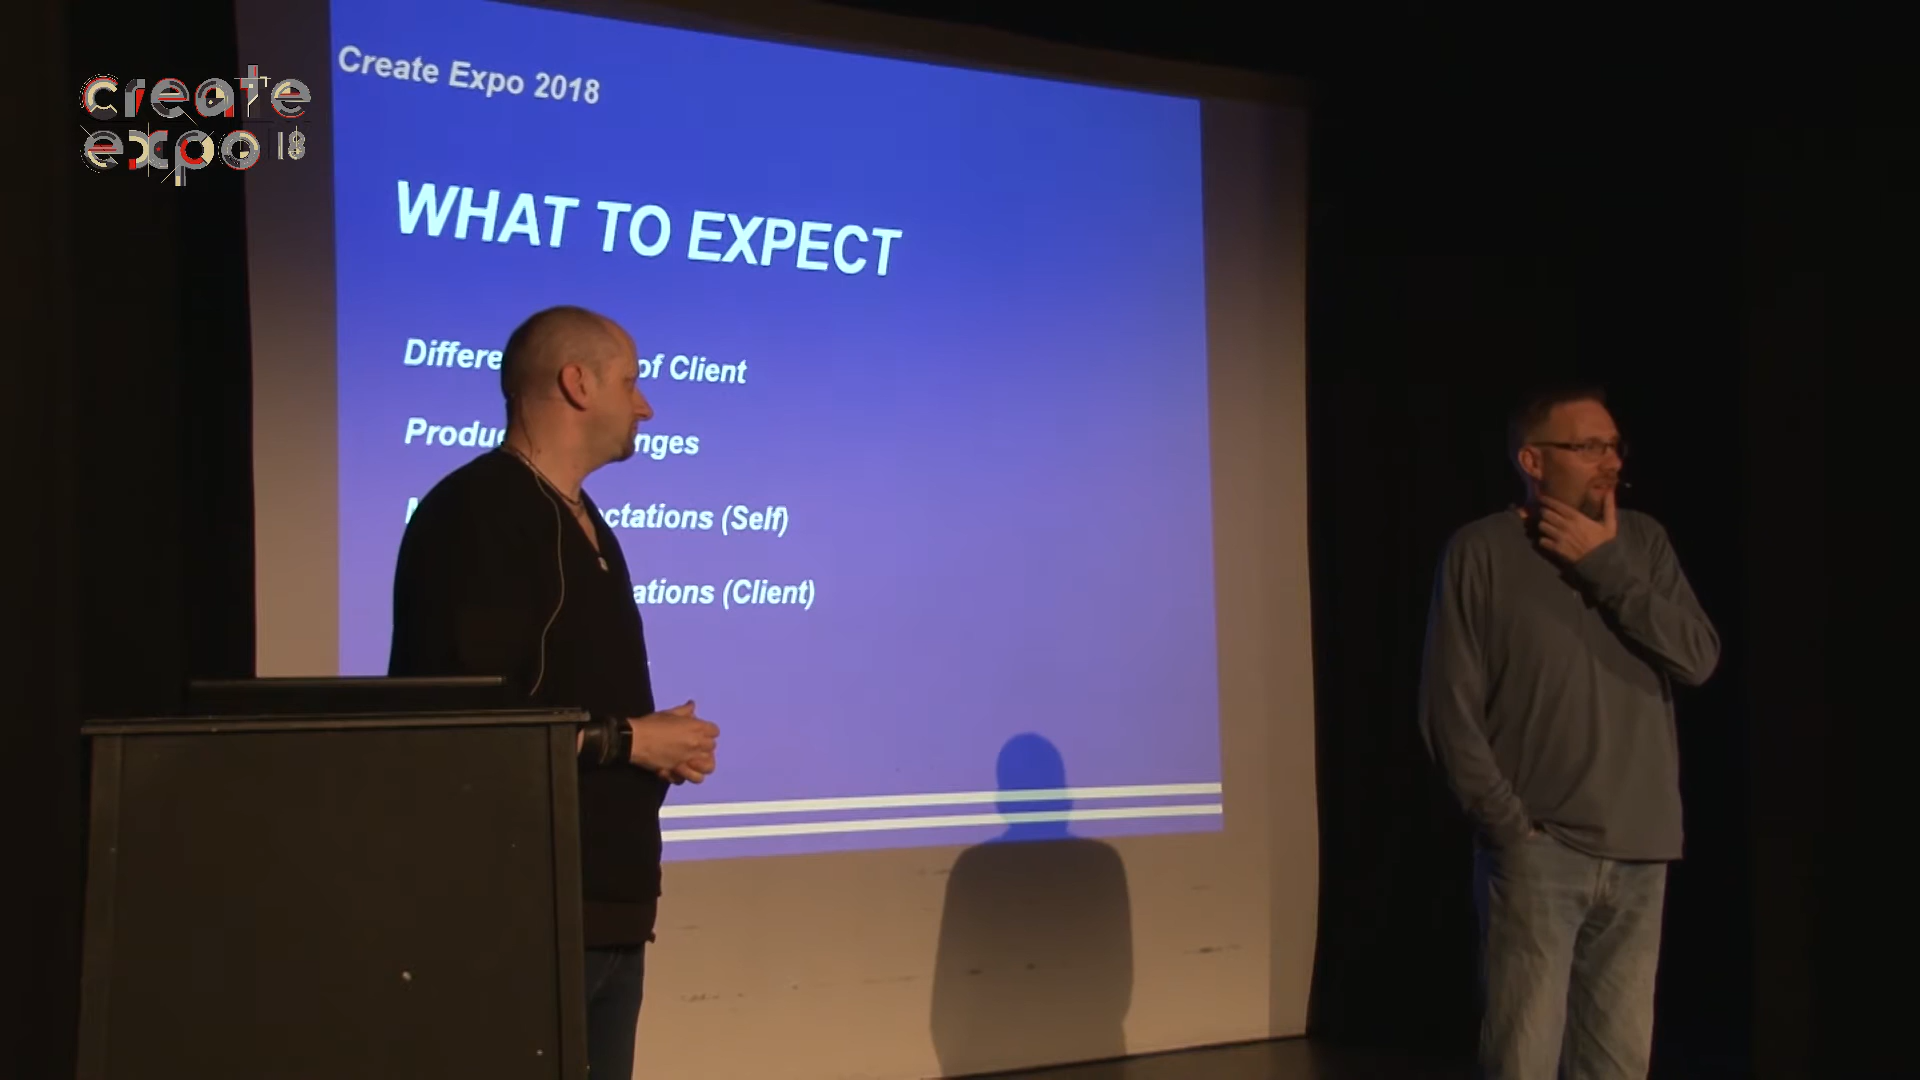 create
expo 18
Create Expo 2018
WHAT TO EXPECT
Differe of Client
Produ nges
ctations (Self)
ations (Client)